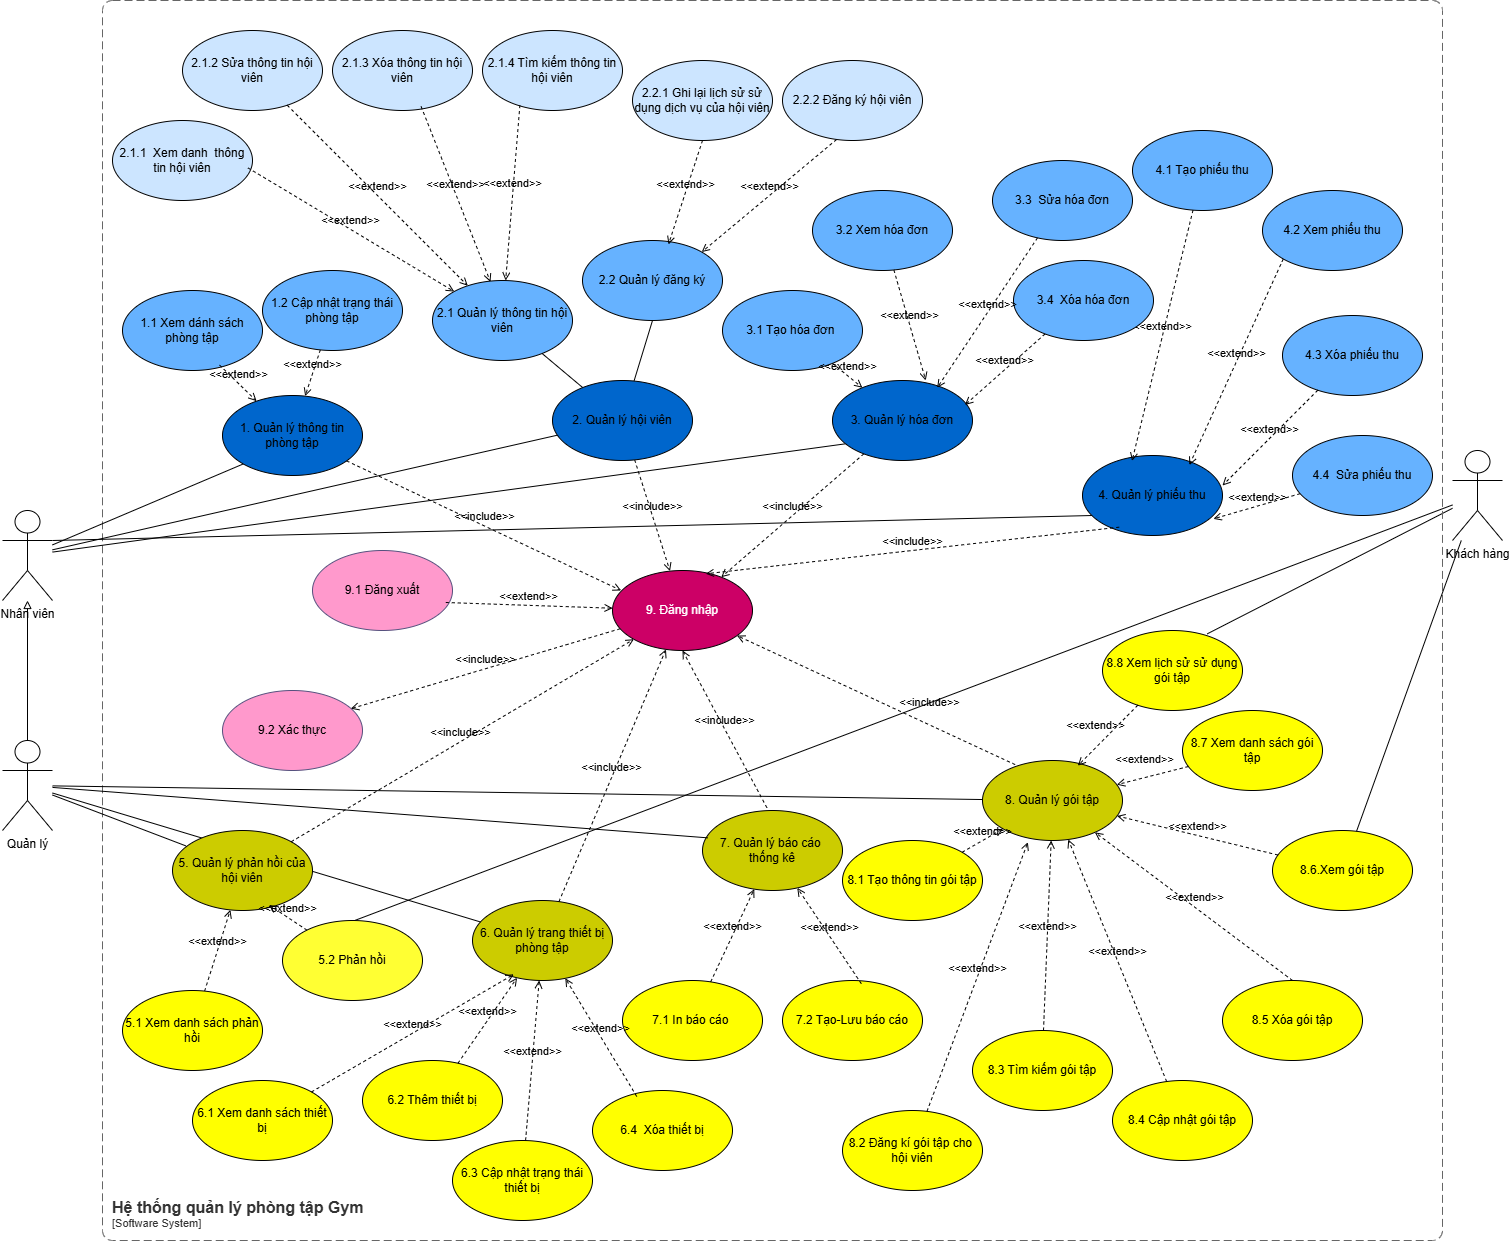 2.1.2 Sửa thông tin hội
viên
2.1.3 Xóa thông tin hội
viên
2.1.4 Tìm kiếm thông tin
hội viên
2.2.1 Ghi lại lịch sử sử
dụng dịch vụ của hội viên
2.2.2 Đăng ký hội viên
2.1.1 Xem danh thông
tin hội viên
4.1 Tạo phiếu thu
3.3 Sửa hóa đơn
3.2 Xem hóa đơn
4.2 Xem phiếu thu
<<extend>>
<<extend>>
<<extend>>
<<extend>>
<<extend>>
<<extend>>
2.2 Quản lý đăng ký
3.4 Xóa hóa đơn
1.2 Cập nhật trạng thái
phòng tập
1.1 Xem dánh sách
phòng tập
2.1 Quản lý thông tin hội
viên
3.1 Tạo hóa đơn
<<extend>>
<<extend>>
<<extend>>
<<extend>>
4.3 Xóa phiếu thu
<<extend>>
<<extend>>
<<extend>>
<<extend>>
<<extend>>
1. Quản lý thông tin
phòng tập
2. Quản lý hội viên
3. Quản lý hóa đơn
<<extend>>
4. Quản lý phiếu thu
4.4 Sửa phiếu thu
<<extend>>
<<include>>
<<include>>
<<include>>
<<include>>
Khách hàng
Nhân viên
9.1 Đăng xuất
<<extend>>
9. Đăng nhập
<<include>>
9.2 Xác thực
<<include>>
<<include>>
<<include>>
<<include>>
8.8 Xem lịch sử sử dụng
gói tập
<<extend>>
8.7 Xem danh sách gói
tập
<<extend>>
8. Quản lý gói tập
Quản lý
<<extend>>
<<extend>>
5. Quản lý phản hồi của
hội viên
7. Quản lý báo cáo
thống kê
8.1 Tạo thông tin gói tập
8.6.Xem gói tập
<<extend>>
<<extend>>
<<extend>>
<<extend>>
<<extend>>
6. Quản lý trang thiết bị
phòng tập
5.2 Phản hồi
<<extend>>
<<extend>>
<<extend>>
5.1 Xem danh sách phản
hồi
<<extend>>
<<extend>>
<<extend>>
<<extend>>
7.1 In báo cáo
7.2 Tạo-Lưu báo cáo
8.5 Xóa gói tập
8.3 Tìm kiếm gói tập
6.1 Xem danh sách thiết
bị
6.2 Thêm thiết bị
6.4 Xóa thiết bị
8.4 Cập nhật gói tập
8.2 Đăng kí gói tập cho
hội viên
6.3 Cập nhật trạng thái
thiết bị
Hệ thống quản lý phòng tập Gym
[Software System]